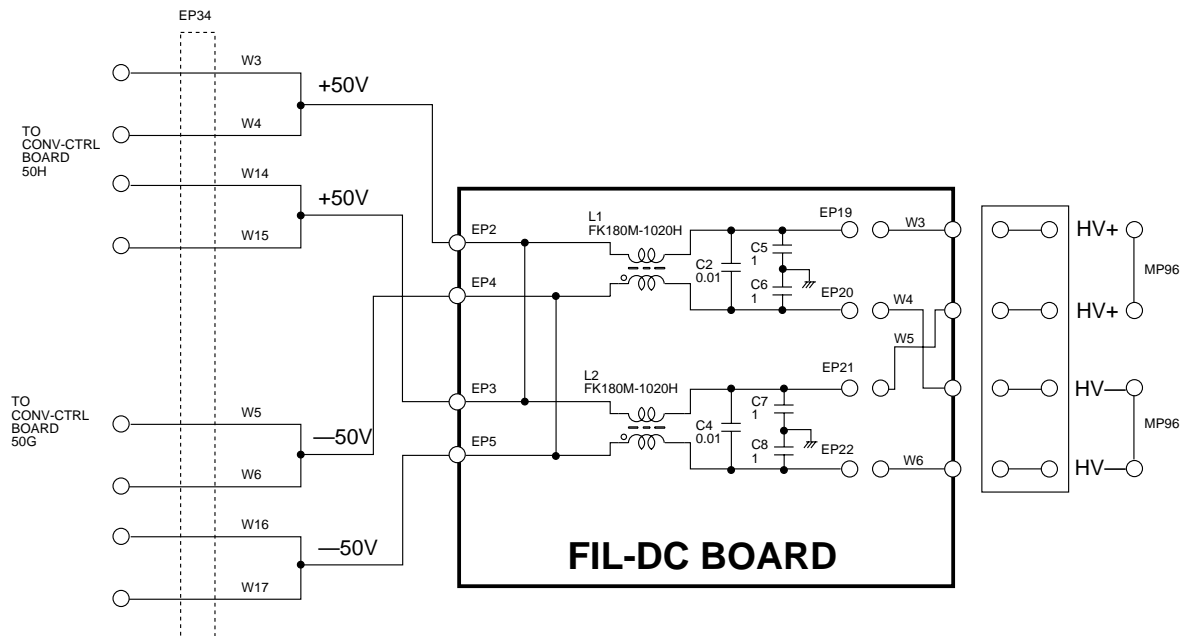 EP34
W3
+50V
W4
TO
CONV-CTRL
BOARD
50H
W14
+50V
W15
EP2
L1
FK180M-1020H
EP19
W3
HV+
C5
1
C2
0.01
MP96
EP4
C6
1
EP20
W4
HV+
W5
EP21
L2
FK180M-1020H
EP3
HV—
C7
1
C4
0.01
TO
CONV-CTRL
BOARD
50G
W5
—50V
W6
MP96
EP5
C8
1
EP22
W6
HV—
W16
—50V
W17
FIL-DC BOARD